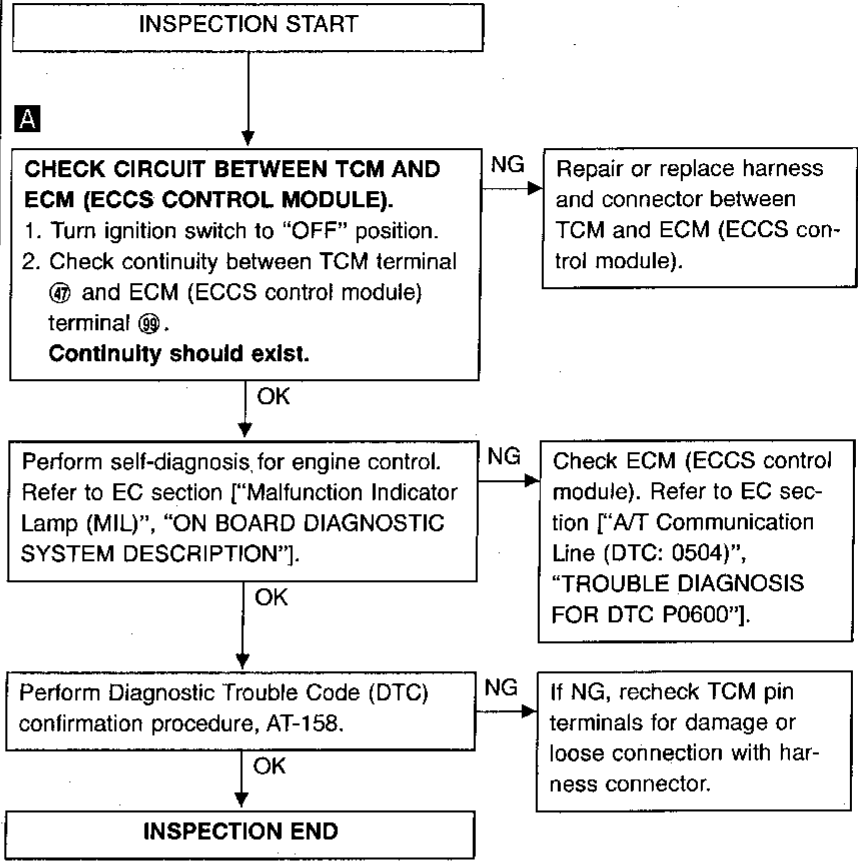 INSPECTION START
A
CHECK CIRCUIT BETWEEN TCM AND
ECM (ECCS CONTROL MODULE).
1. Turn ignition switch to “OFF” position.
2. Check continuity between TCM terminal
㊼ and ECM (ECCS control module)
terminal 99.
Continuity should exist.
NG
Repair or replace harness
and connector between
TCM and ECM (ECCS con-
trol module).
OK
Perform self-diagnosis for engine control.
Refer to EC section [“Malfunction Indicator
Lamp (MIL)”, “ON BOARD DIAGNOSTIC
SYSTEM DESCRIPTION”].
NG
Check ECM (ECCS control
module). Refer to EC sec-
tion [“A/T Communication
Line (DTC: 0504)”,
“TROUBLE DIAGNOSIS
FOR DTC P0600”].
OK
Perform Diagnostic Trouble Code (DTC)
confirmation procedure, AT-158.
NG
If NG, recheck TCM pin
terminals for damage or
loose connection with har-
ness connector.
OK
INSPECTION END